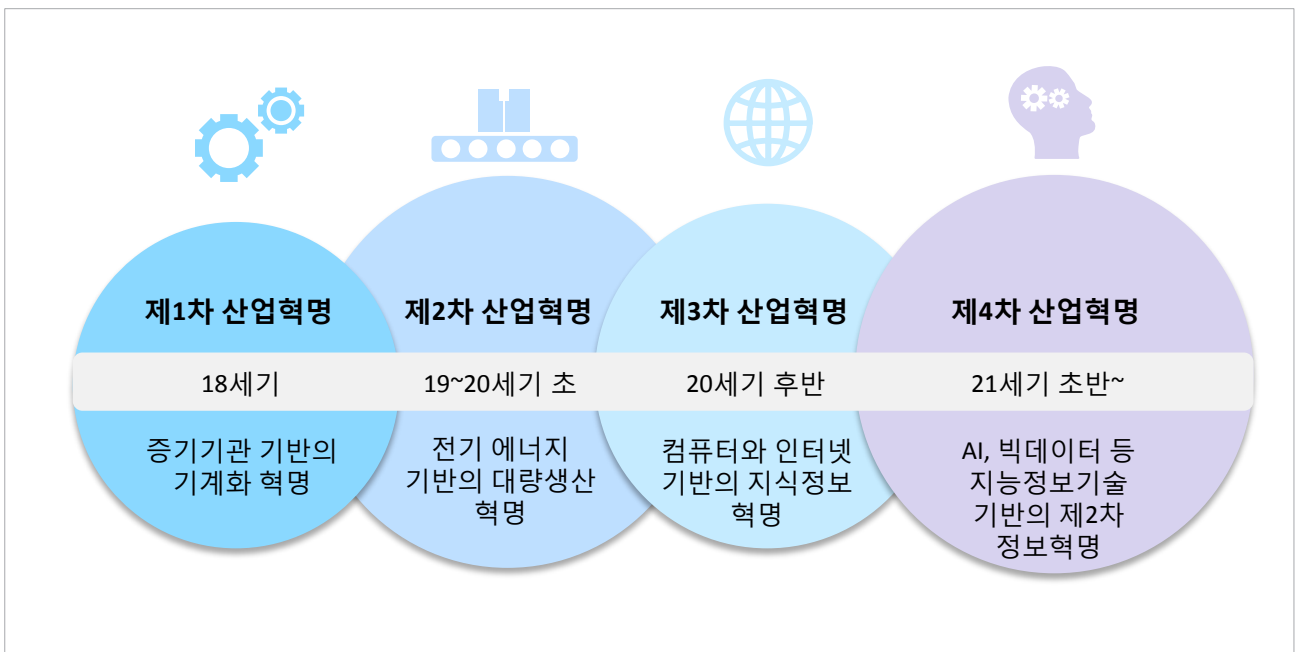 제1차 산업혁명
18세기
증기기관 기반의
기계화 혁명
제2차 산업혁명
19~20세기 초
전기 에너지
기반의 대량생산
혁명
제3차 산업혁명
20세기 후반
컴퓨터와 인터넷
기반의 지식정보
혁명
제4차 산업혁명
21세기 초반~
AI, 빅데이터 등
지능정보기술
기반의 제2차
정보혁명